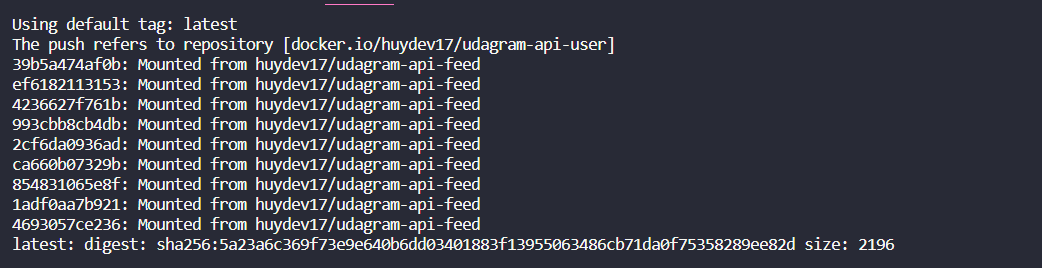 Using default tag: latest
The push refers to repository [docker.io/huydev17/udagram-api-user]
39b5a474af0b: Mounted from huydev17/udagram-api-feed
ef6182113153: Mounted from huydev17/udagram-api-feed
4236627f761b: Mounted from huydev17/udagram-api-feed
993cbb8cb4db: Mounted from huydev17/udagram-api-feed
2cf6da0936ad: Mounted from huydev17/udagram-api-feed
ca660b07329b: Mounted from huydev17/udagram-api-feed
854831065e8f: Mounted from huydev17/udagram-api-feed
1adf0aa7b921: Mounted from huydev17/udagram-api-feed
4693057ce236: Mounted from huydev17/udagram-api-feed
latest: digest: sha256:5a23a6c369f73e9e640b6dd03401883f13955063486cb71da0f75358289ee82d size: 2196